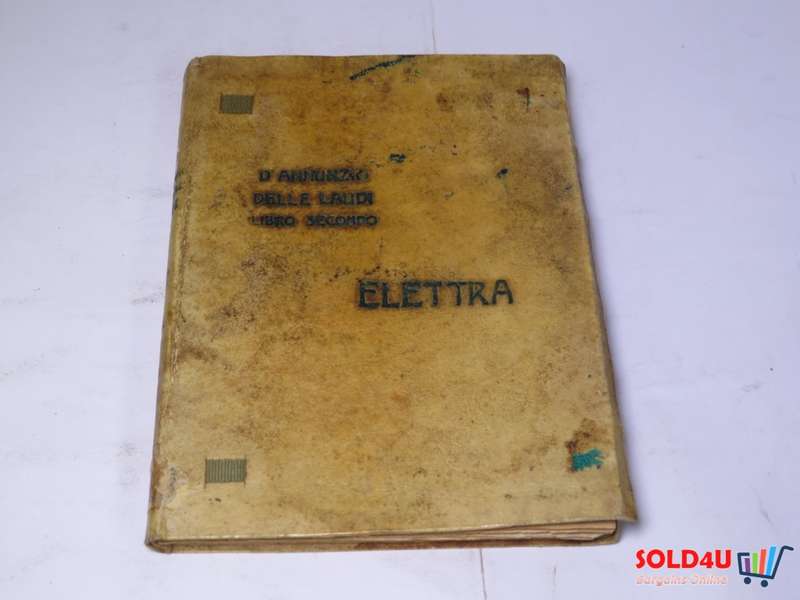 D'ANNUNZIO
DELLE LAUDI
LIBRO SECONDO
ELETTRA
SOLD4U
Bargains Online